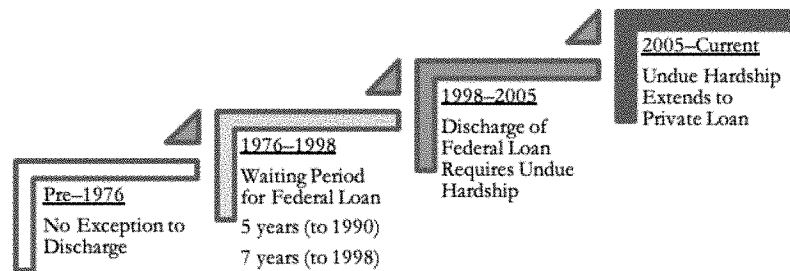 Pre–1976
No Exception to
Discharge
1976–1998
Waiting Period
for Federal Loan
5 years (to 1990)
7 years (to 1998)
1998–2005
Discharge of
Federal Loan
Requires Undue
Hardship
2005–Current
Undue Hardship
Extends to
Private Loan